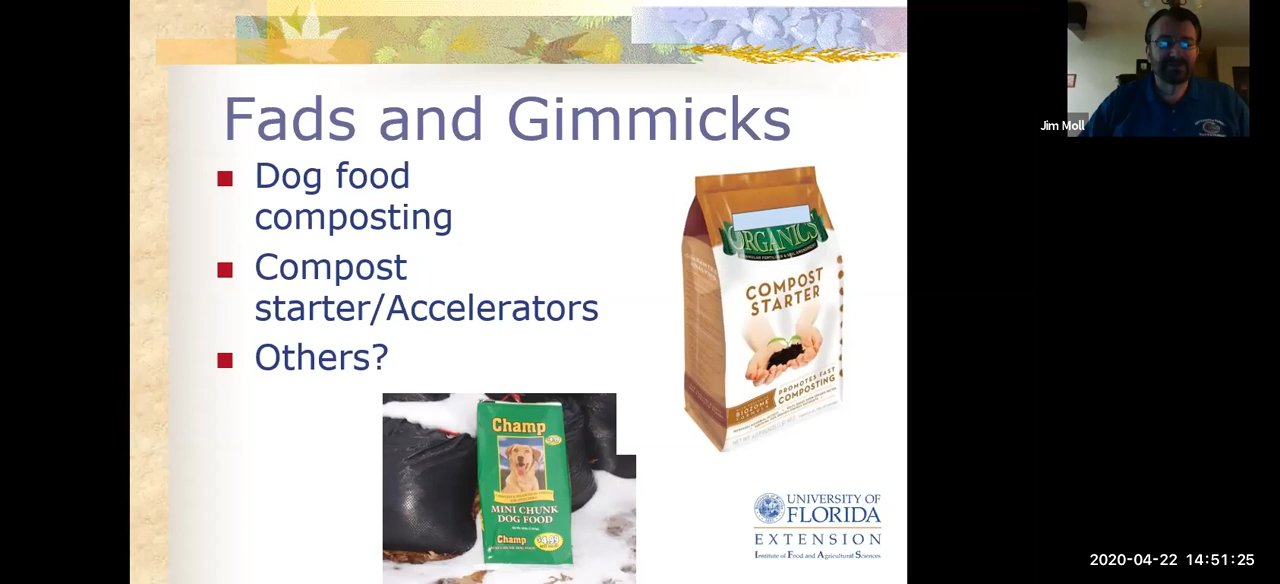 Fads and Gimmicks
Dog food
composting
Compost
starter/Accelerators
Others?
ORGANICS
COMPOST
STARTER
PROMOTES FAST
COMPOSTING
BIOZOME
Champ
MINI CHUNK
DOG FOOD
Champ
$4.99
UNIVERSITY OF
FLORIDA
EXTENSION
Institute of Food and Agricultural Sciences
Jim Moll
2020-04-22 14:51:25